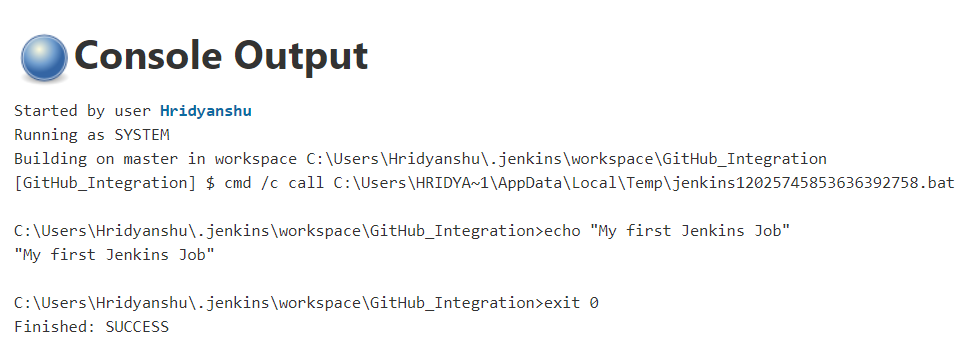 Console Output
Started by user Hridyanshu
Running as SYSTEM
Building on master in workspace C:\Users\Hridyanshu\.jenkins\workspace\GitHub_Integration
[GitHub_Integration] $ cmd /c call C:\Users\HRIDYA~1\AppData\Local\Temp\jenkins12025745853636392758.bat
C:\Users\Hridyanshu\.jenkins\workspace\GitHub_Integration>echo "My first Jenkins Job"
"My first Jenkins Job"
C:\Users\Hridyanshu\.jenkins\workspace\GitHub_Integration>exit 0
Finished: SUCCESS